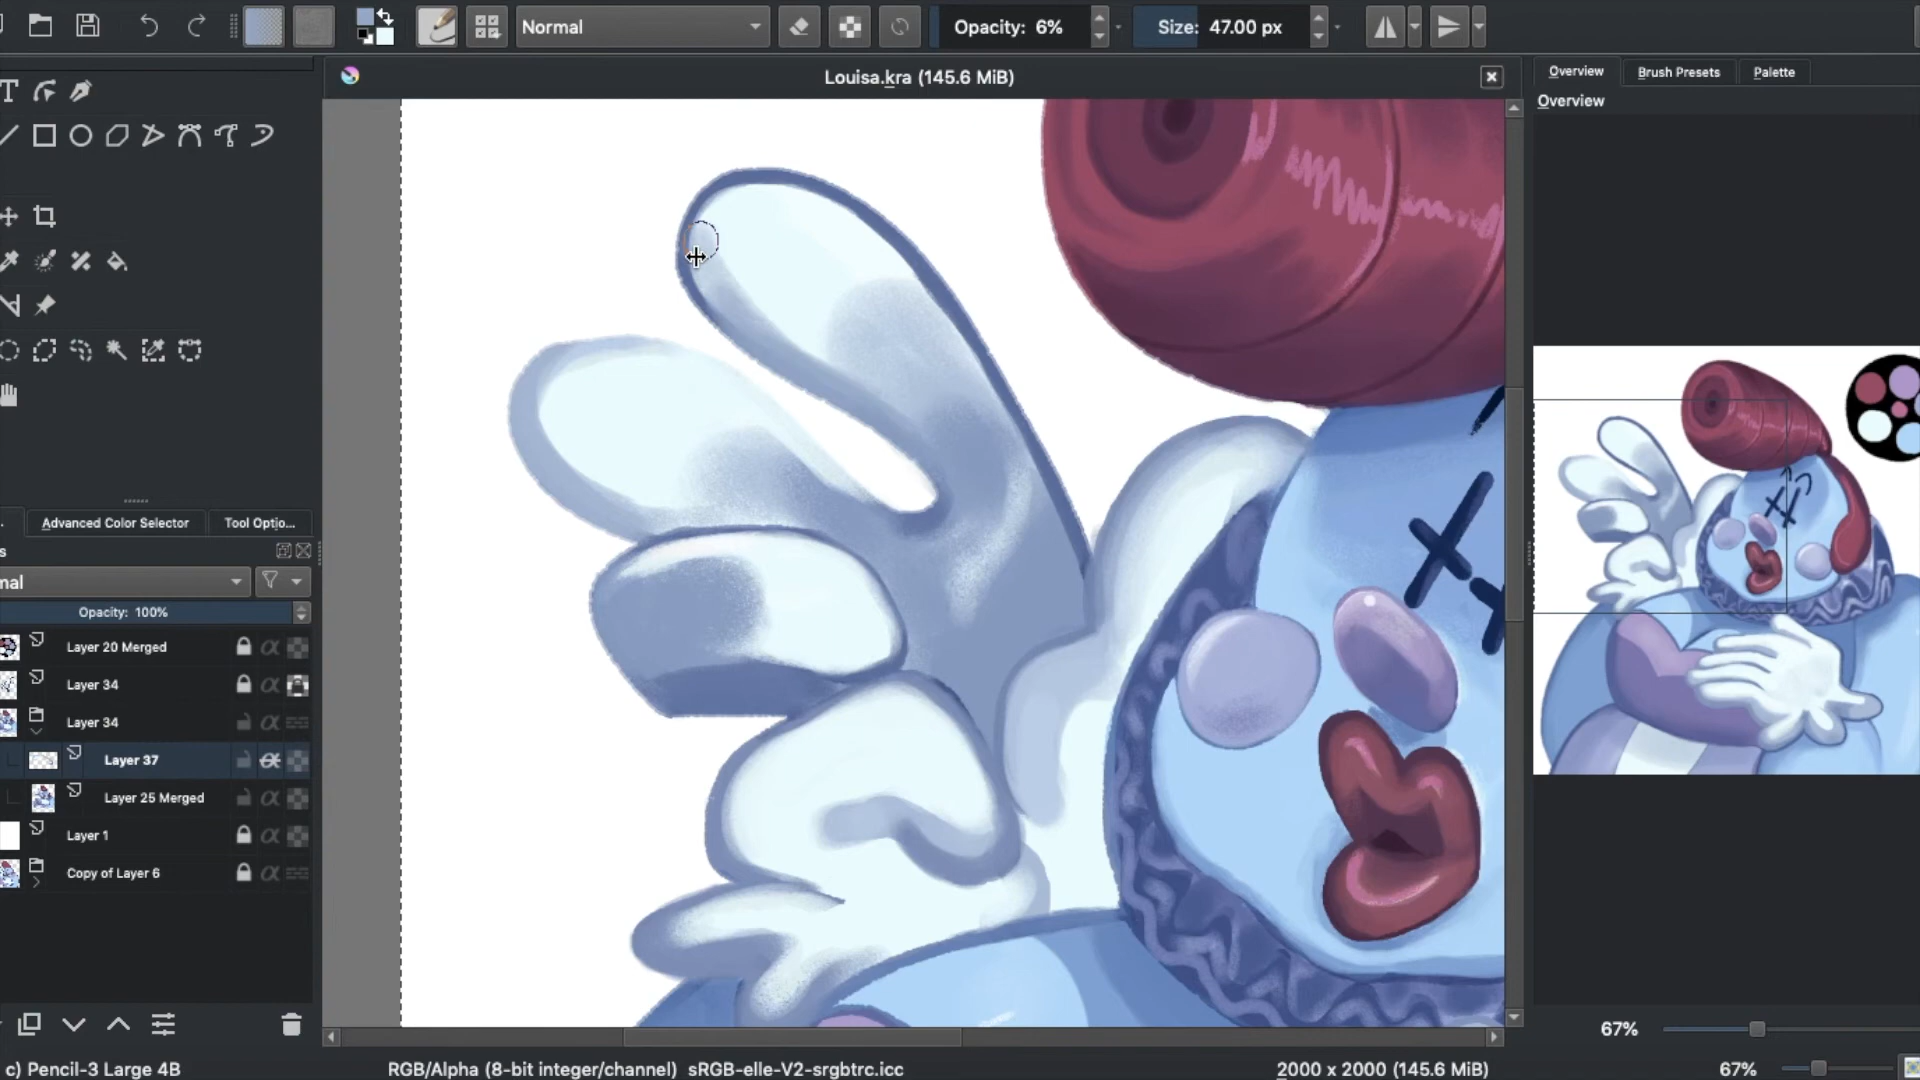 Normal
Opacity: 6%
Size: 47.00 px
Louisa.kra (145.6 MiB)
Overview
Brush Presets
Palette
Overview
Advanced Color Selector
Tool Optio...
Opacity: 100%
Layer 20 Merged
Layer 34
Layer 34
Layer 37
Layer 25 Merged
Layer 1
Copy of Layer 6
67%
c) Pencil-3 Large 4B
RGB/Alpha (8-bit integer/channel) sRGB-elle-V2-srgbtrc.icc
2000 x 2000 (145.6 MiB)
67%